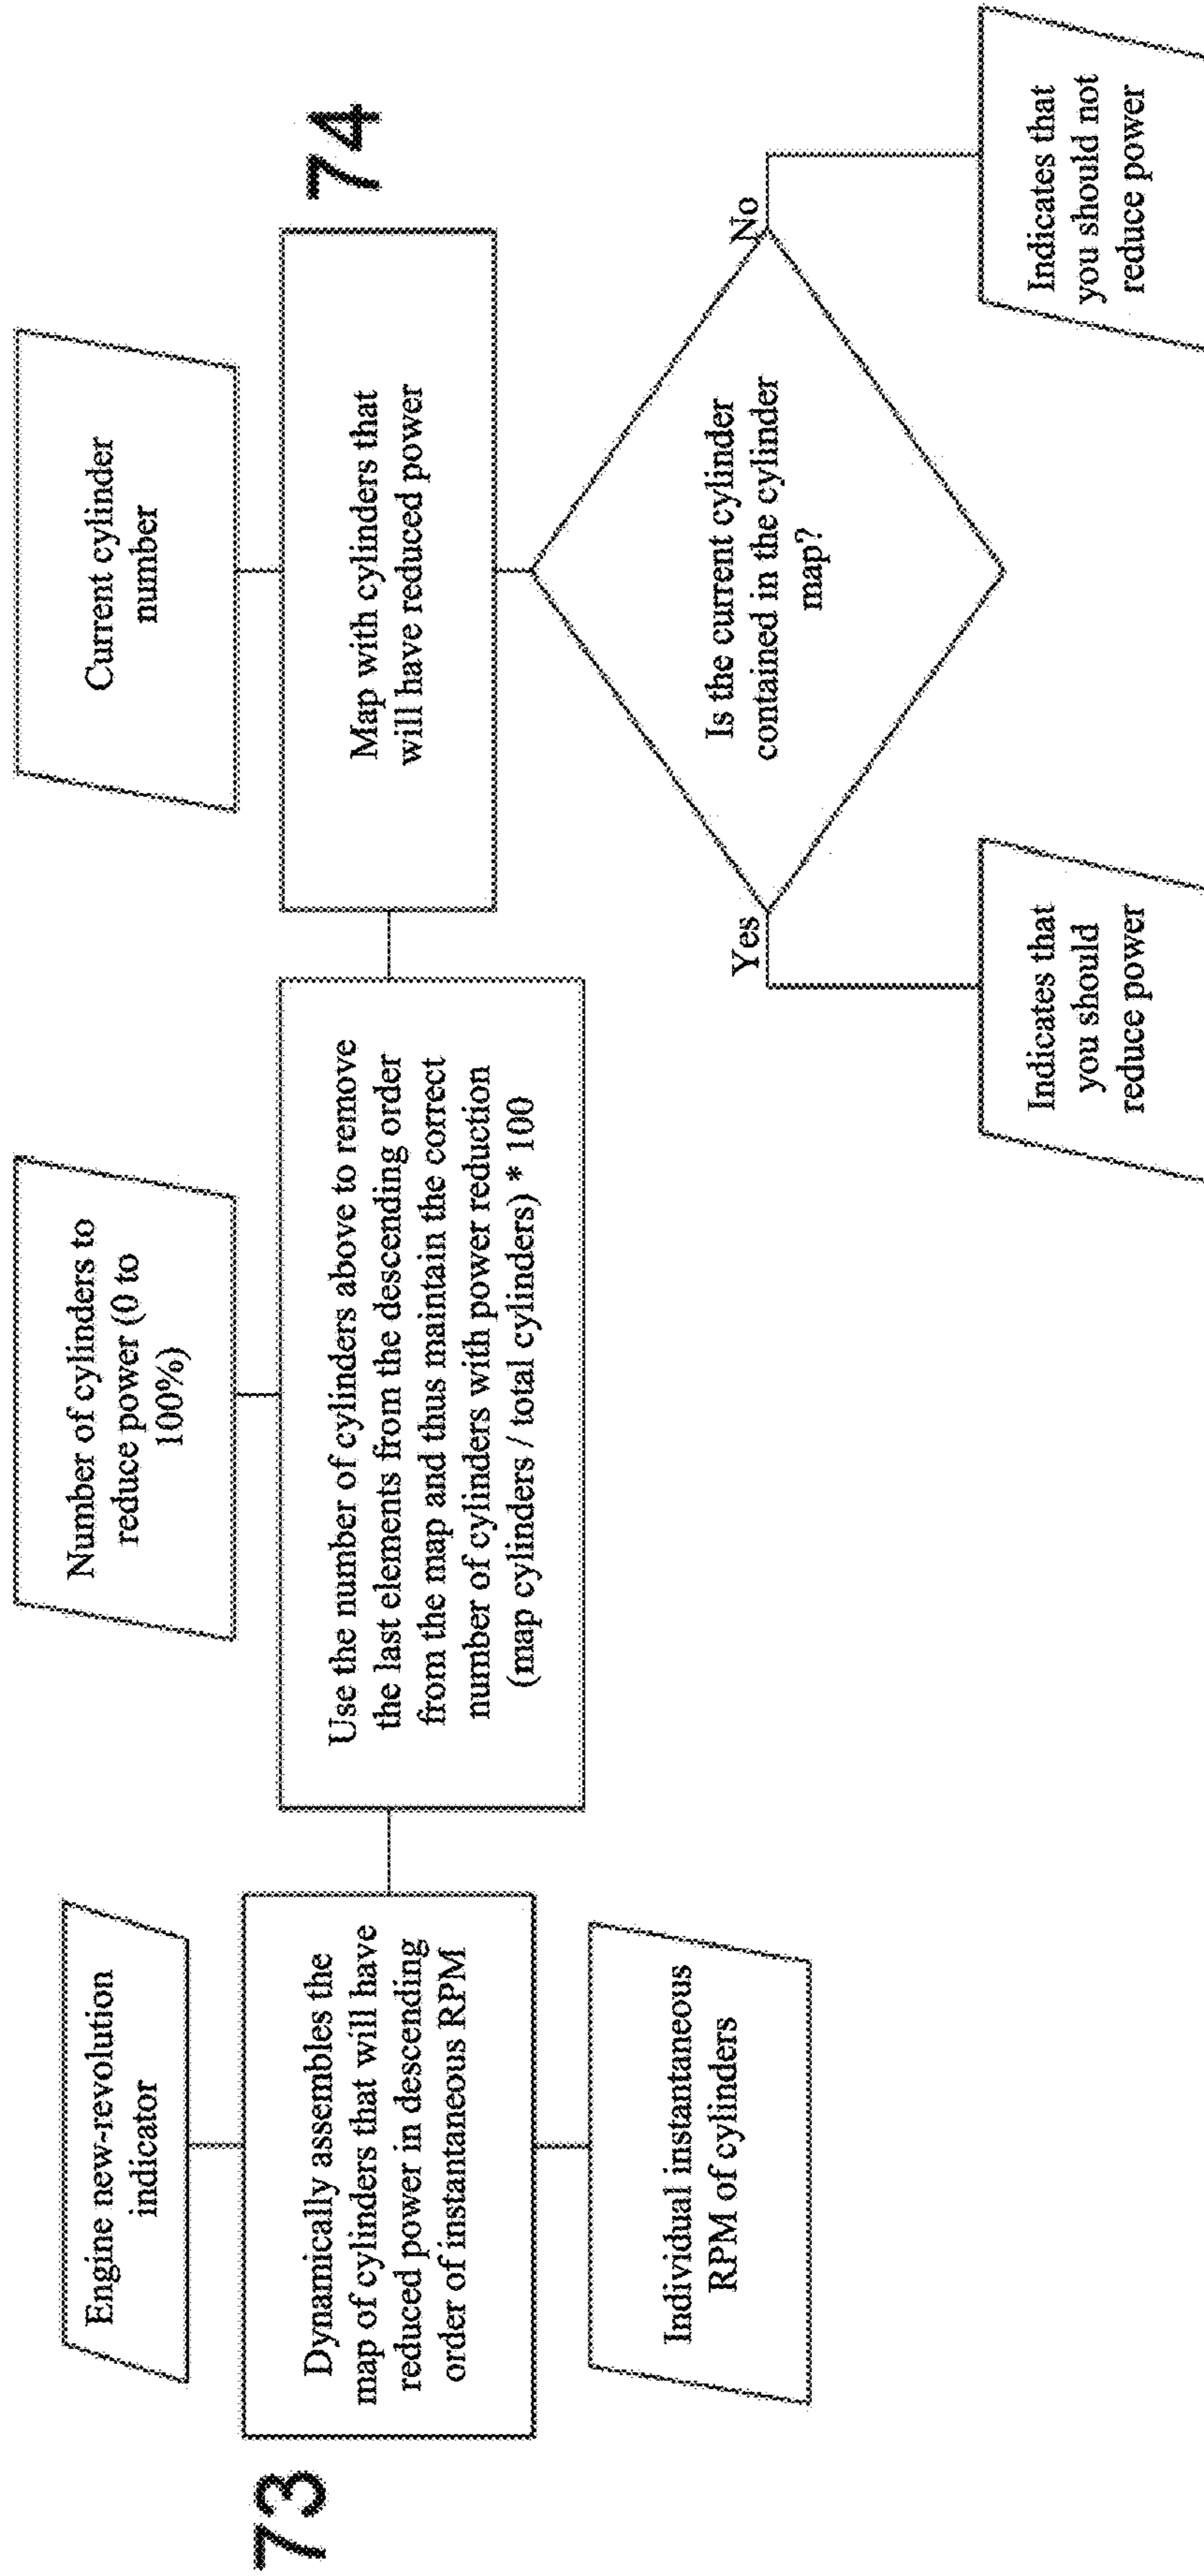 73
Engine new-revolution
indicator
Dynamically assembles the
map of cylinders that will have
reduced power in descending
order of instantaneous RPM
Individual instantaneous
RPM of cylinders
Number of cylinders to
reduce power (0 to
100%)
Use the number of cylinders above to remove
the last elements from the descending order
from the map and thus maintain the correct
number of cylinders with power reduction
(map cylinders / total cylinders) * 100
Current cylinder
number
74
Map with cylinders that
will have reduced power
Is the current cylinder
contained in the cylinder
map?
Yes
No
Indicates that
you should
reduce power
Indicates that
you should not
reduce power